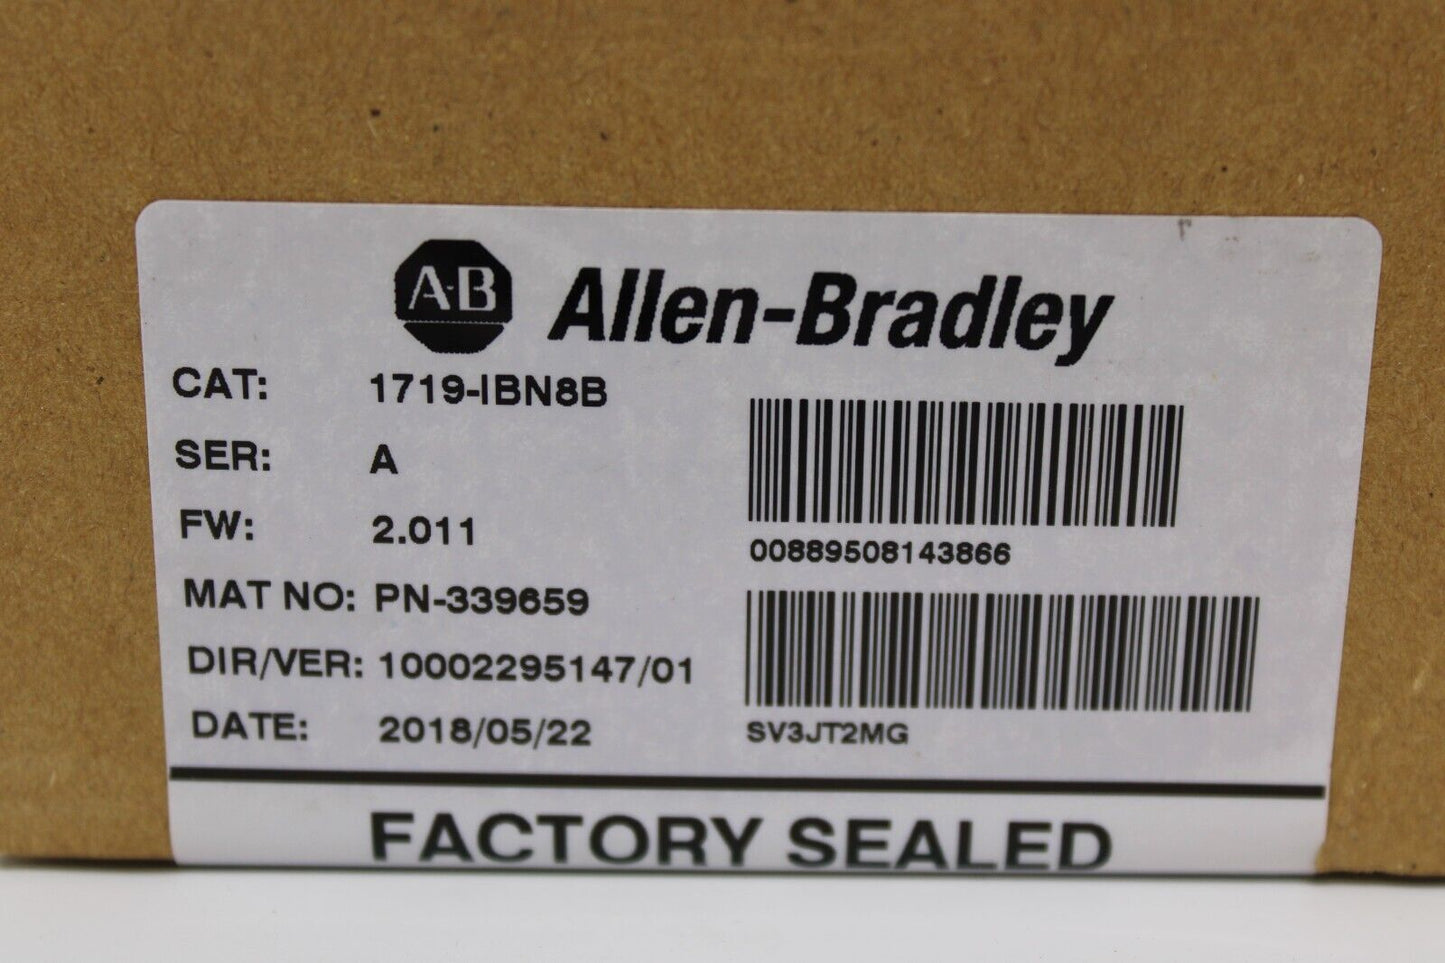 A-B Allen-Bradley
CAT: 1719-IBN8B
SER: A
FW: 2.011
MAT NO: PN-339659
DIR/VER: 10002295147/01
DATE: 2018/05/22
00889508143866
SV3JT2MG
FACTORY SEALED